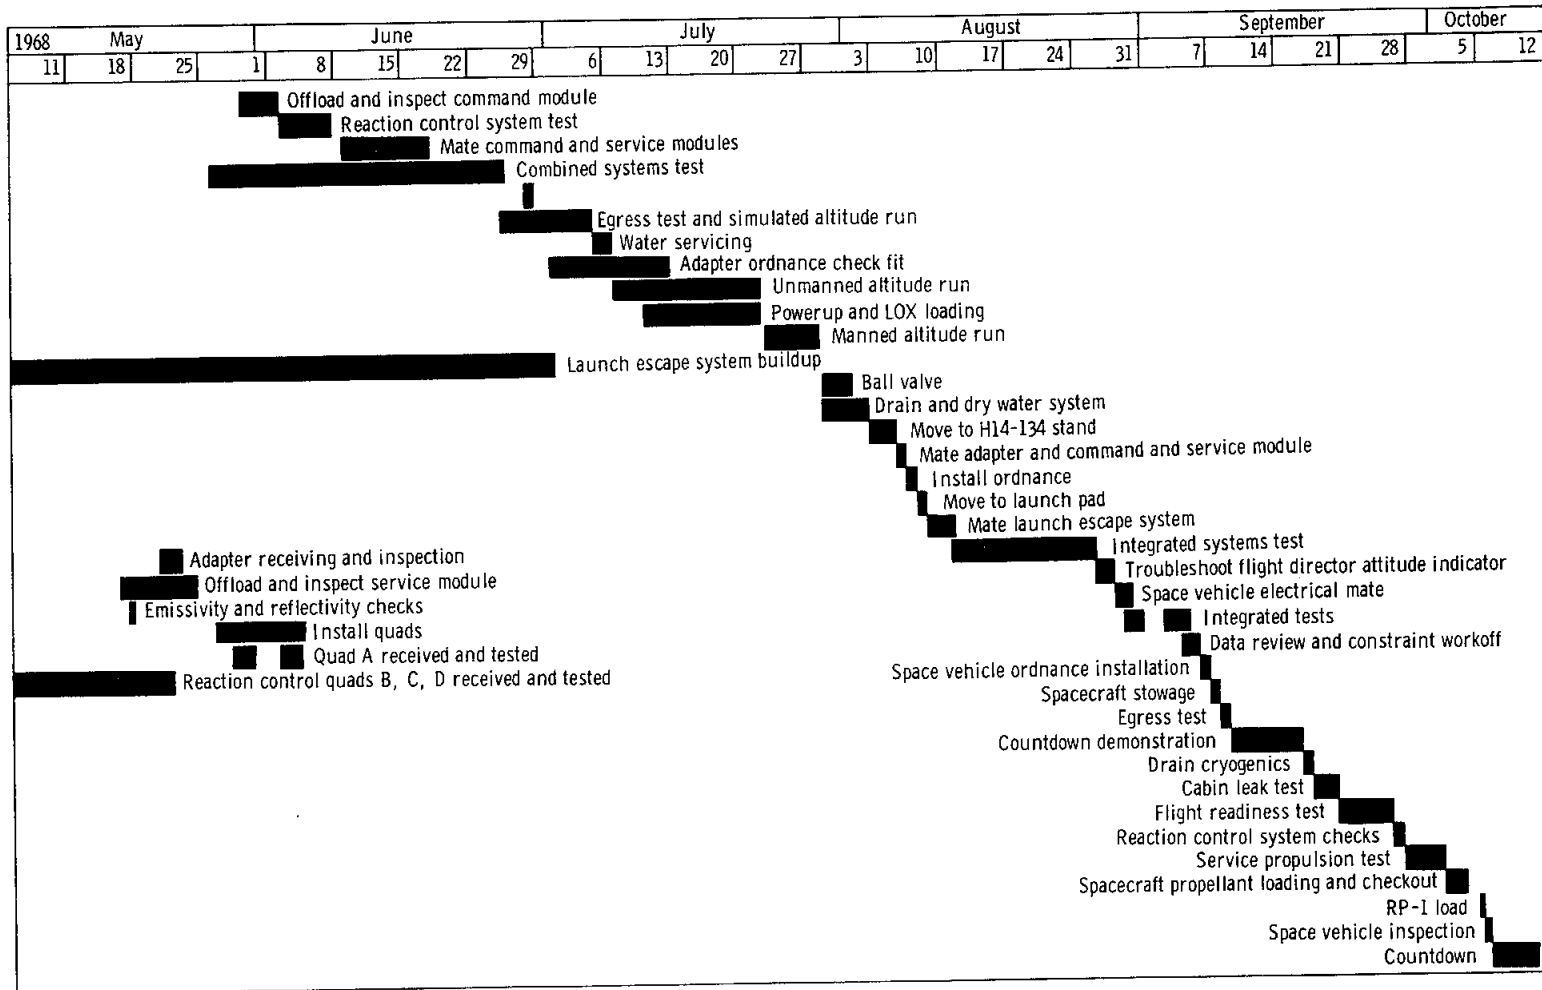 1968 May June July August September October
11 18 25 1 8 15 22 29 6 13 20 27 3 10 17 24 31 7 14 21 28 5 12
Offload and inspect command module
Reaction control system test
Mate command and service modules
Combined systems test
Egress test and simulated altitude run
Water servicing
Adapter ordnance check fit
Unmanned altitude run
Powerup and LOX loading
Manned altitude run
Launch escape system buildup
Ball valve
Drain and dry water system
Move to H14-134 stand
Mate adapter and command and service module
Install ordnance
Move to launch pad
Mate launch escape system
Integrated systems test
Adapter receiving and inspection
Troubleshoot flight director attitude indicator
Offload and inspect service module
Space vehicle electrical mate
Emissivity and reflectivity checks
Integrated tests
Install quads
Data review and constraint workoff
Quad A received and tested
Space vehicle ordnance installation
Reaction control quads B, C, D received and tested
Spacecraft stowage
Egress test
Countdown demonstration
Drain cryogenics
Cabin leak test
Flight readiness test
Reaction control system checks
Service propulsion test
Spacecraft propellant loading and checkout
RP-1 load
Space vehicle inspection
Countdown